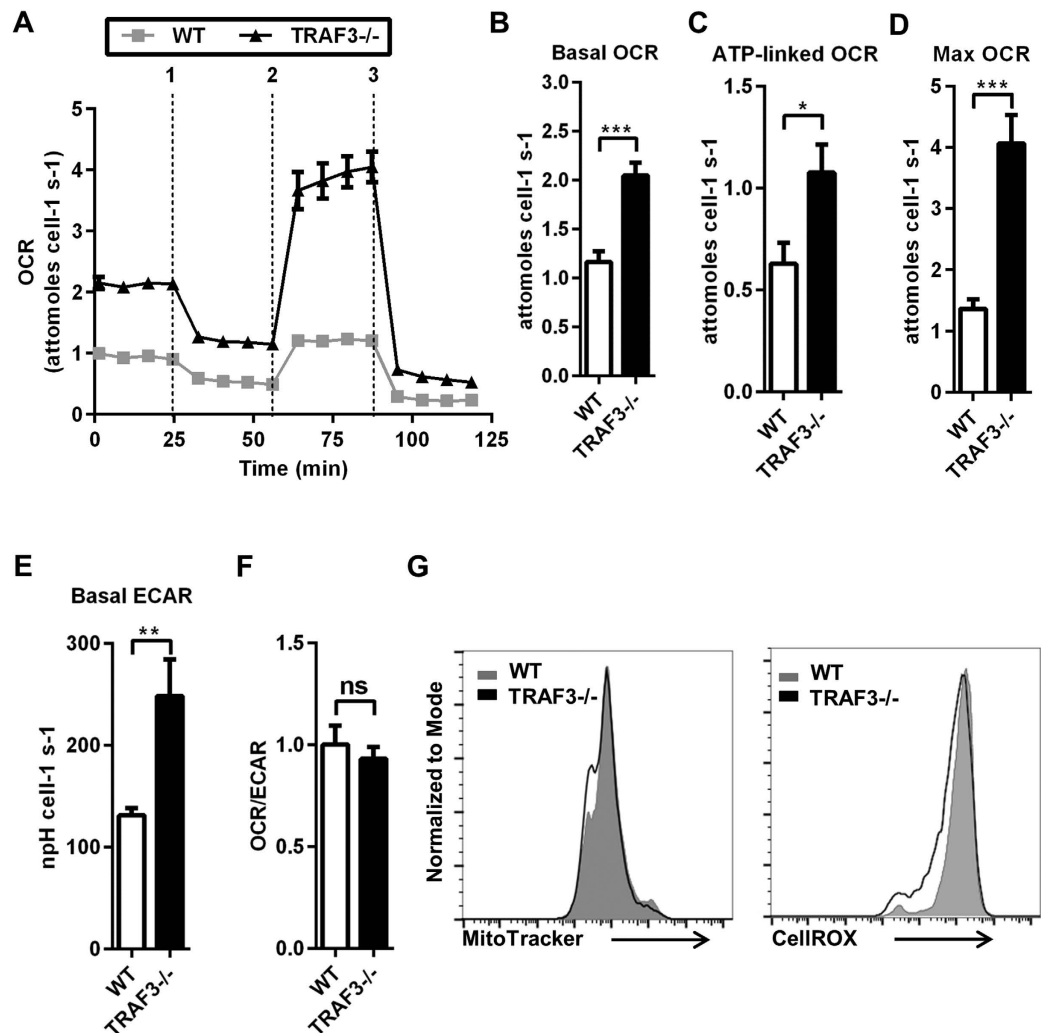 A
WT TRAF3-/-
1 2 3
OCR
(attomoles cell-1 s-1)
5
4
3
2
1
0
0 25 50 75 100 125
Time (min)
B
Basal OCR
***
attomoles cell-1 s-1
3.0
2.5
2.0
1.5
1.0
0.5
0.0
WT
TRAF3-/-
C
ATP-linked OCR
*
attomoles cell-1 s-1
1.5
1.0
0.5
0.0
WT
TRAF3-/-
D
Max OCR
***
attomoles cell-1 s-1
5
4
3
2
1
0
WT
TRAF3-/-
E
Basal ECAR
**
npH cell-1 s-1
300
200
100
0
WT
TRAF3-/-
F
ns
OCR/ECAR
1.5
1.0
0.5
0.0
WT
TRAF3-/-
G
Normalized to Mode
WT
TRAF3-/-
MitoTracker
WT
TRAF3-/-
CellROX